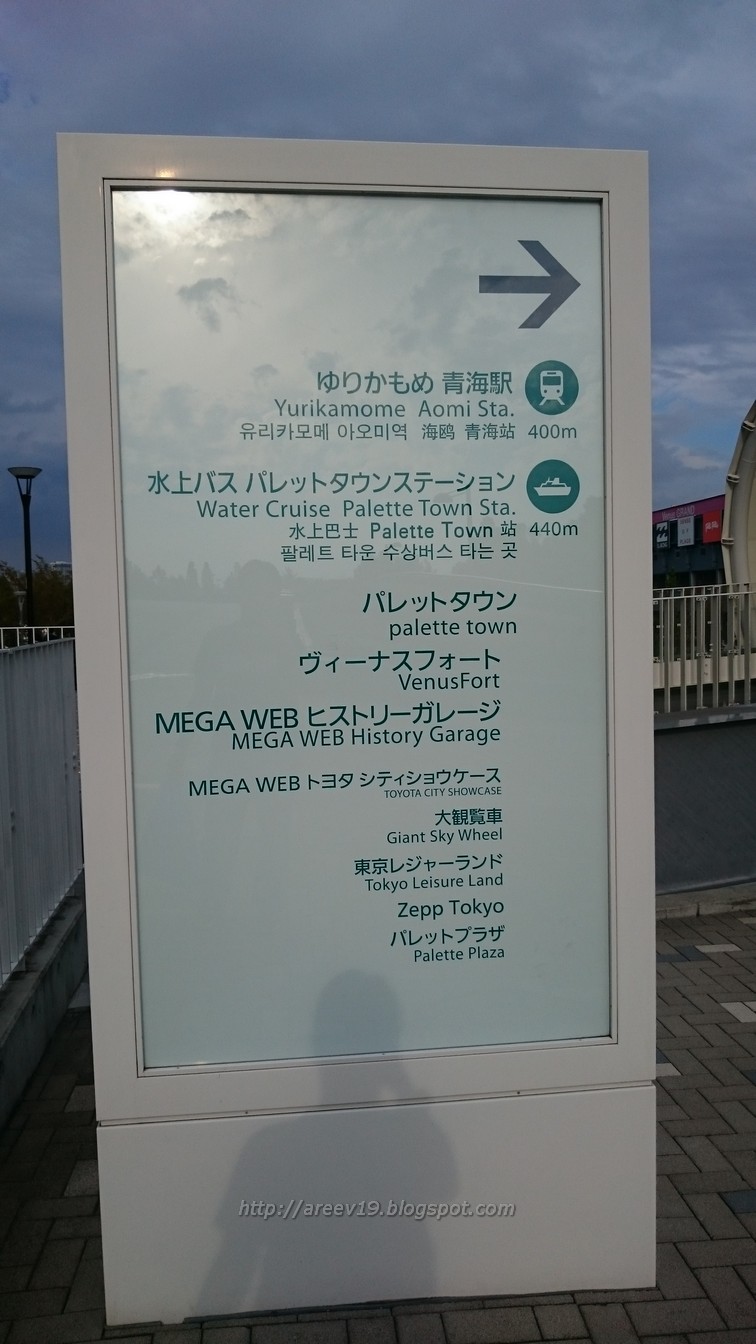 ゆりかもめ 青海駅
Yurikamome Aomi Sta.
유리카모메 아오미역 海鸥 青海站 400m
水上バス パレットタウンステーション
Water Cruise Palette Town Sta.
水上巴士 Palette Town 站 440m
팔레트 타운 수상버스 타는 곳
パレットタウン
palette town
ヴィーナスフォート
VenusFort
MEGA WEB ヒストリーガレージ
MEGA WEB History Garage
MEGA WEB トヨタ シティショウケース
TOYOTA CITY SHOWCASE
大観覧車
Giant Sky Wheel
東京レジャーランド
Tokyo Leisure Land
Zepp Tokyo
パレットプラザ
Palette Plaza
http://areev19.blogspot.com